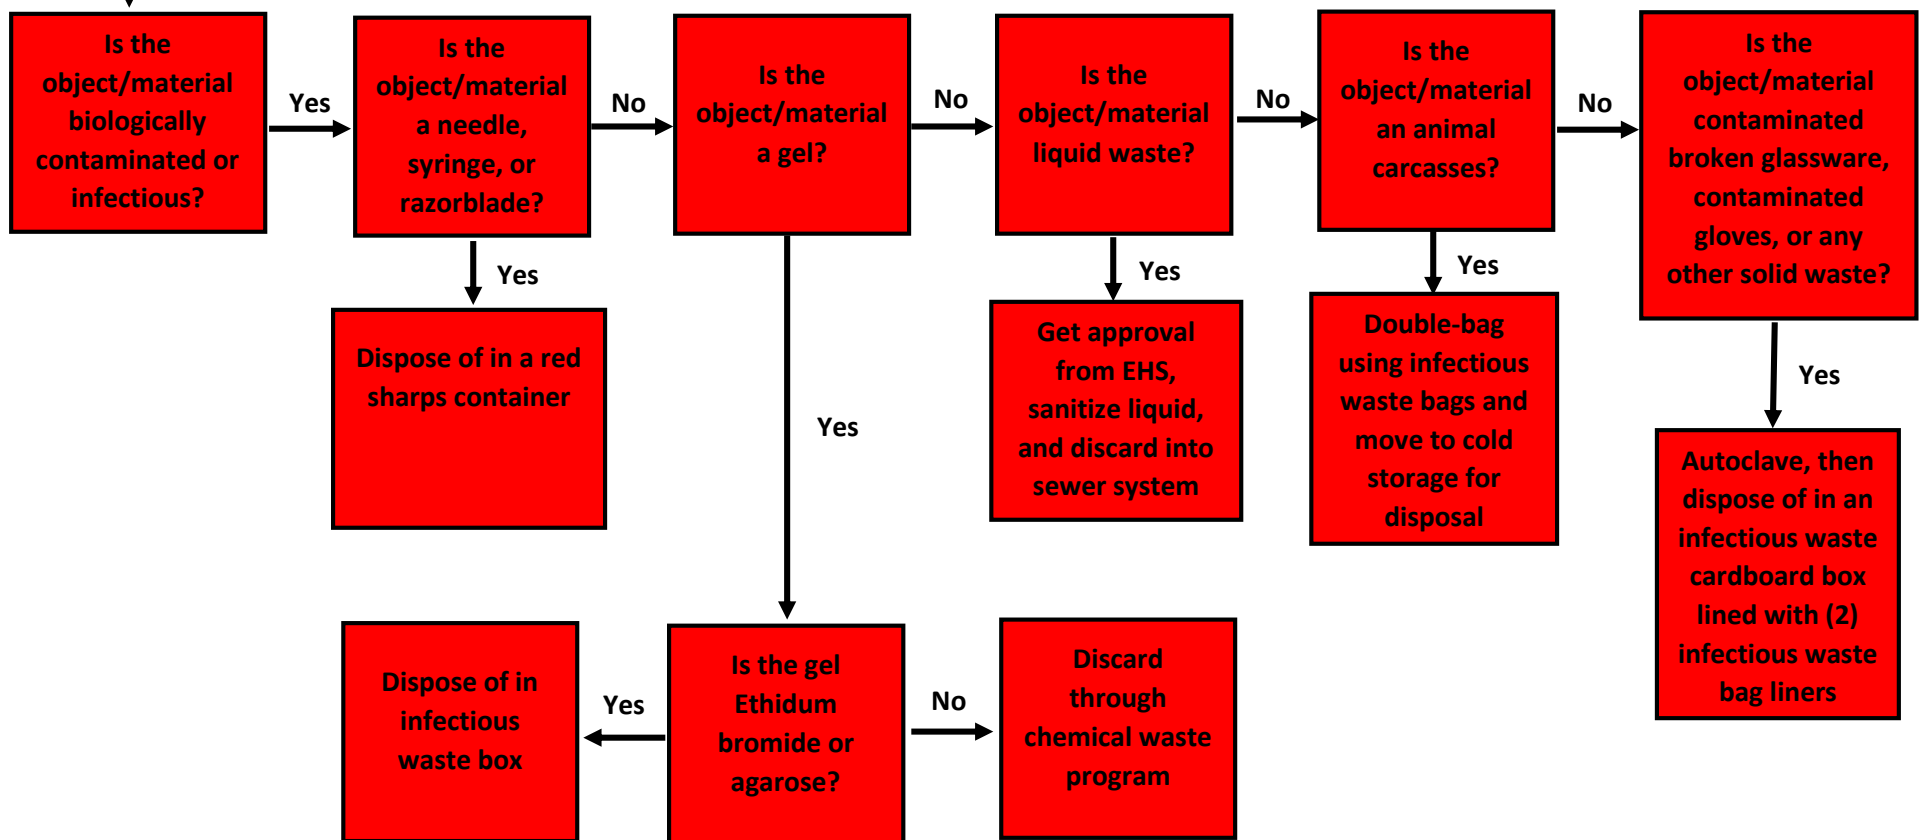 Is the
object/material
biologically
contaminated or
infectious?
Yes
Is the
object/material
a needle,
syringe, or
razorblade?
No
Is the
object/material
a gel?
No
Is the
object/material
liquid waste?
No
Is the
object/material
an animal
carcasses?
No
Is the
object/material
contaminated
broken glassware,
contaminated
gloves, or any
other solid waste?
Yes
Dispose of in a red
sharps container
Yes
Yes
Get approval
from EHS,
sanitize liquid,
and discard into
sewer system
Yes
Double-bag
using infectious
waste bags and
move to cold
storage for
disposal
Yes
Autoclave, then
dispose of in an
infectious waste
cardboard box
lined with (2)
infectious waste
bag liners
Dispose of in
infectious
waste box
Yes
Is the gel
Ethidum
bromide or
agarose?
No
Discard
through
chemical waste
program